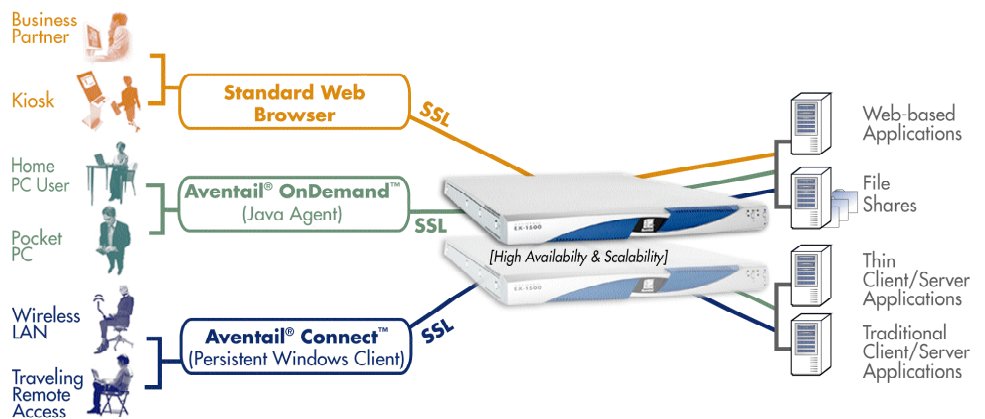 Business
Partner
Kiosk
Standard Web
Browser
SSL
Home
PC User
Pocket
PC
Aventail® OnDemand™
(Java Agent)
SSL
Wireless
LAN
Traveling
Remote
Access
Aventail® Connect™
(Persistent Windows Client)
SSL
EX-1500
[High Availabilty & Scalability]
EX-1500
Web-based
Applications
File
Shares
Thin
Client/Server
Applications
Traditional
Client/Server
Applications